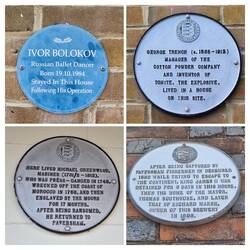 IVOR BOLOKOV
Russian Ballet Dancer
Born 19.10.1984
Stayed In This House
Following His Operation
GEORGE TRENCH (c. 1858-1915)
MANAGER OF THE
COTTON POWDER COMPANY
AND INVENTOR OF
TONITE, THE EXPLOSIVE,
LIVED IN A HOUSE
ON THIS SITE.
HERE LIVED MICHAEL GREENWOOD,
MARINER
WHO WAS PRESS-GANGED IN 1748,
WRECKED OFF THE COAST OF
MOROCCO IN 1758, AND THEN
ENSLAVED BY THE MOORS
FOR 17 MONTHS.
AFTER BEING RANSOMED,
HE RETURNED TO
FAVERSHAM.
AFTER BEING CAPTURED BY
FAVERSHAM FISHERMEN IN DECEMBER
1688 WHILE TRYING TO ESCAPE TO
THE CONTINENT, KING JAMES II WAS
DETAINED FOR 3 DAYS IN THIS HOUSE,
THEN THE HOME OF THE MAYOR,
THOMAS SOUTHOUSE, AND LATER
THAT OF RICHARD MARSH,
OWNER OF THIS BREWERY
IN 1698.